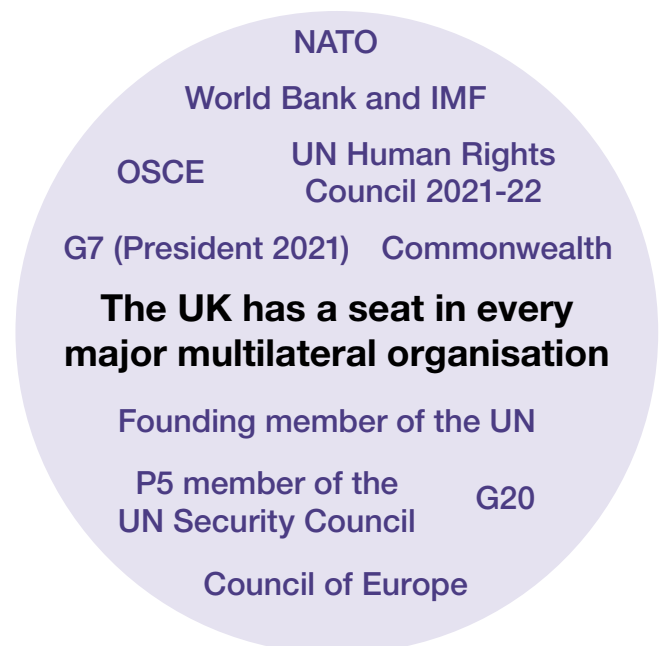 NATO
World Bank and IMF
OSCE
UN Human Rights
Council 2021-22
G7 (President 2021)
Commonwealth
The UK has a seat in every
major multilateral organisation
Founding member of the UN
P5 member of the
UN Security Council
G20
Council of Europe